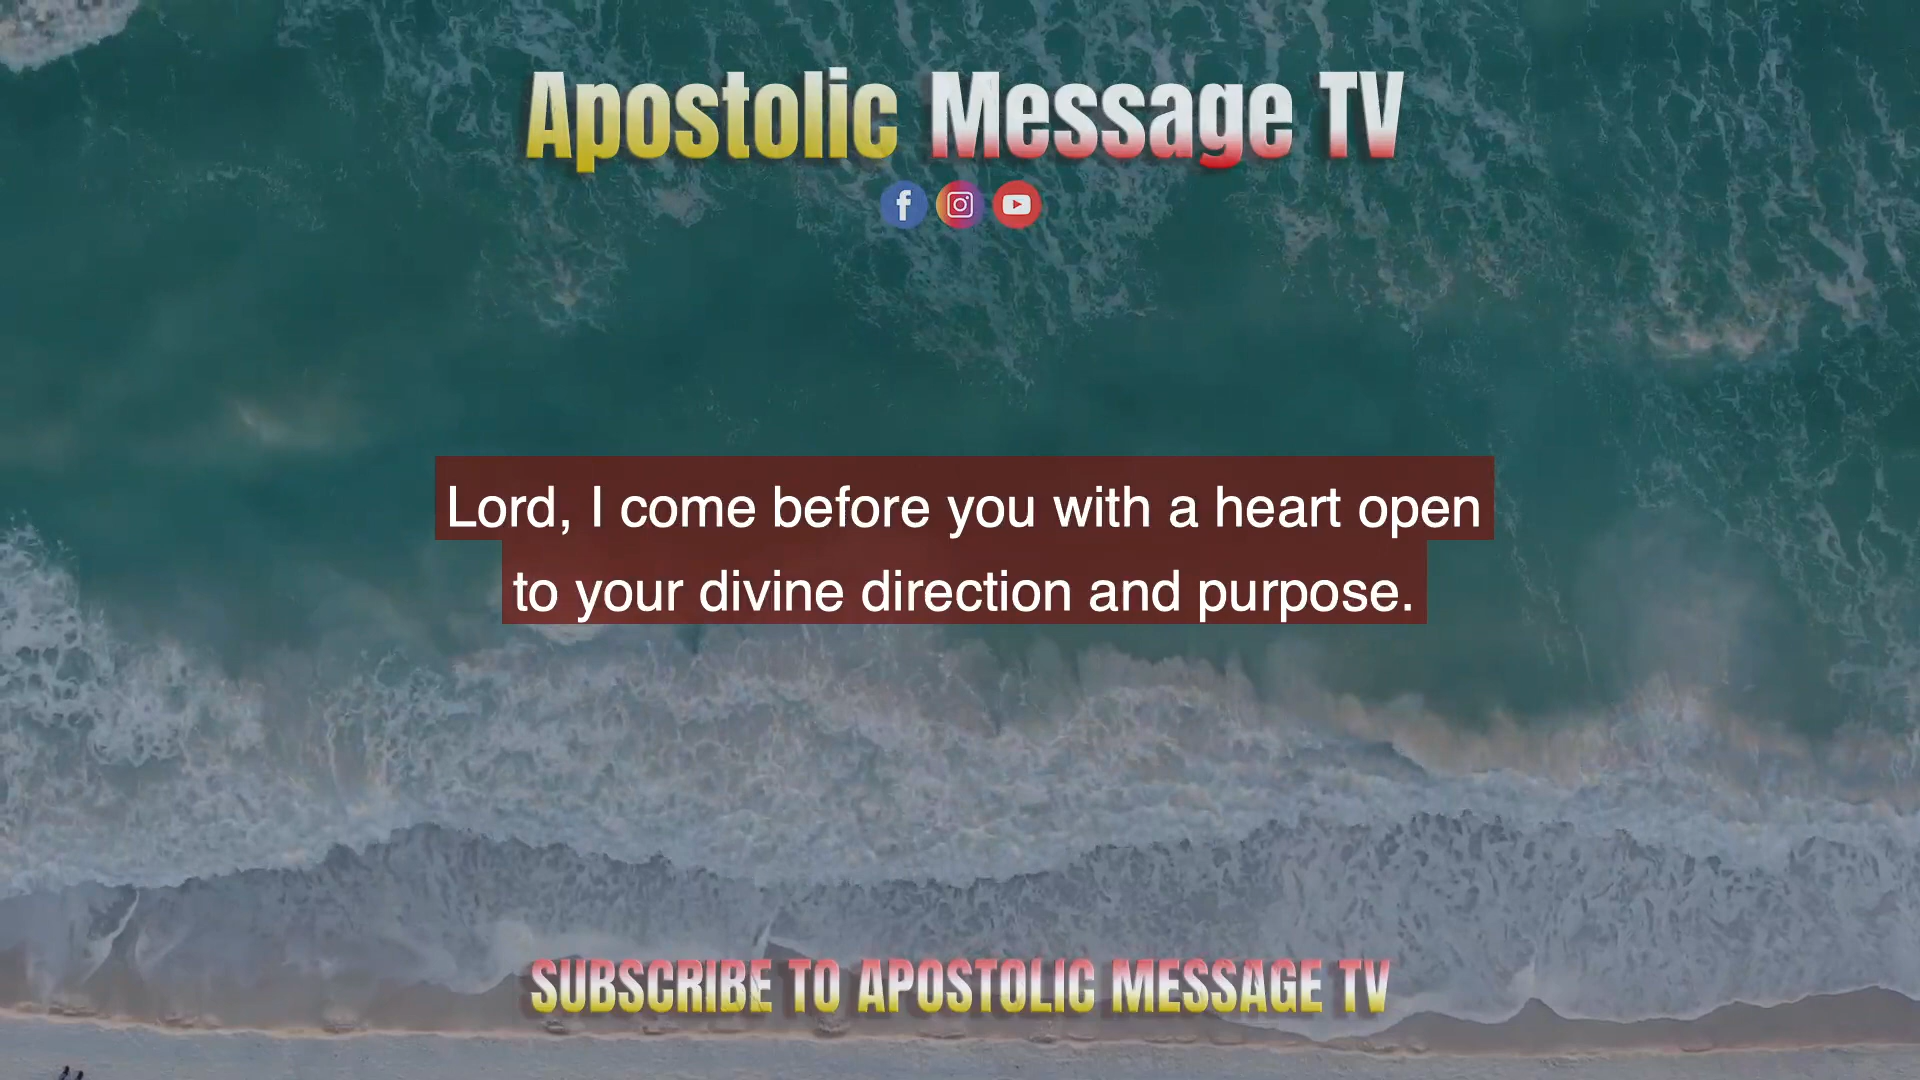 Apostolic Message TV
Lord, I come before you with a heart open
to your divine direction and purpose.
SUBSCRIBE TO APOSTOLIC MESSAGE TV